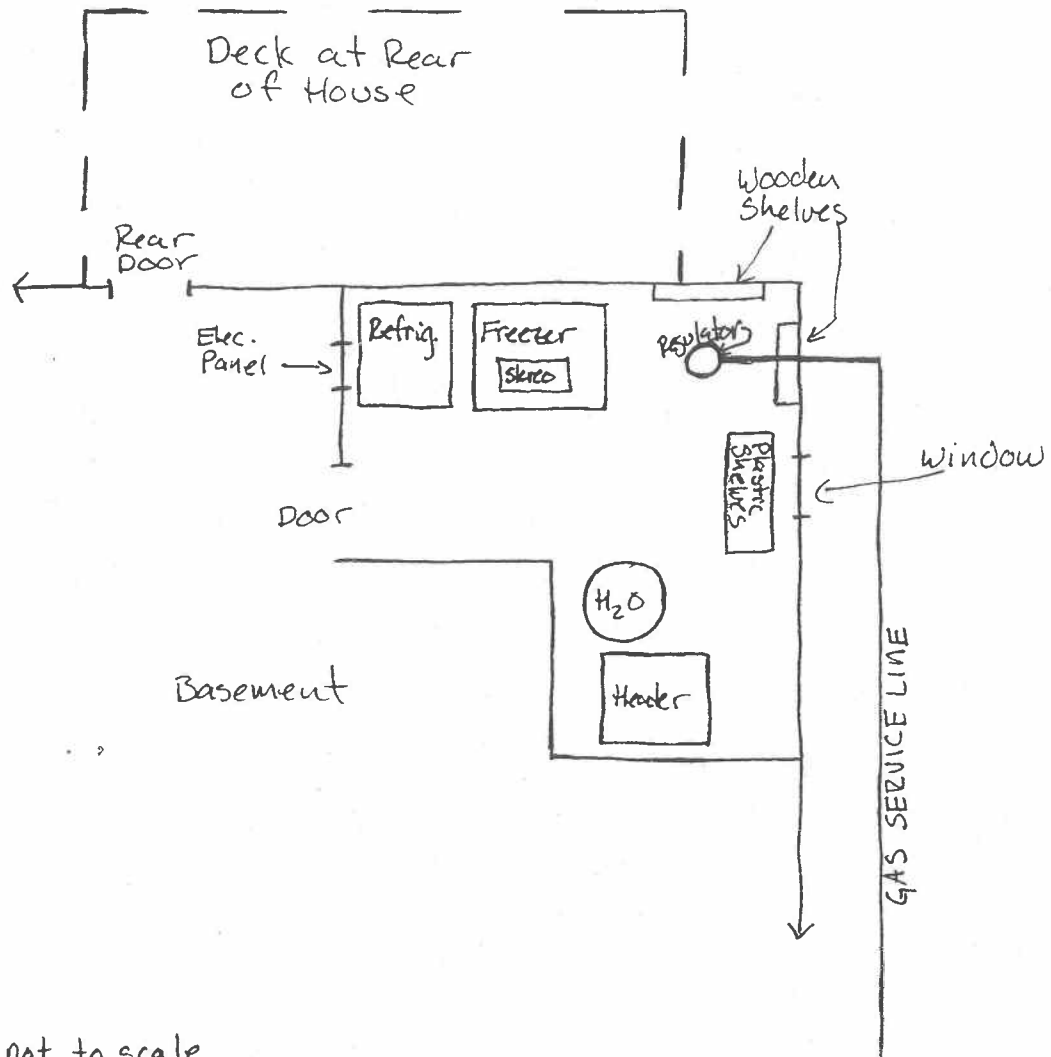 Deck at Rear
of House
Wooden
Shelves
Rear
Door
Elec.
Panel
Refrig.
Freezer
stereo
Regulator
Window
Plastic
Shelves
Door
H₂O
Heater
Basement
GAS SERVICE LINE
not to scale